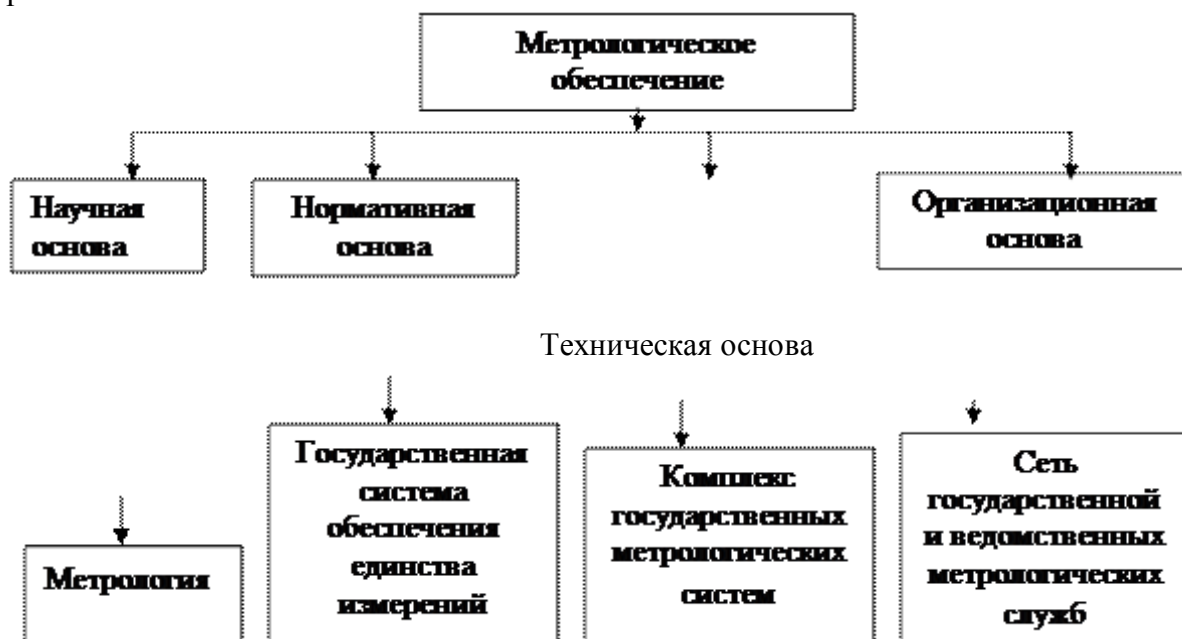 Метрологическое
обеспечение
Научная
основа
Нормативная
основа
Организационная
основа
Техническая основа
Метрология
Государственная
система
обеспечения
единства
измерений
Комплекс
государственных
метрологических
систем
Сеть
государственной
и ведомственных
метрологических
служб